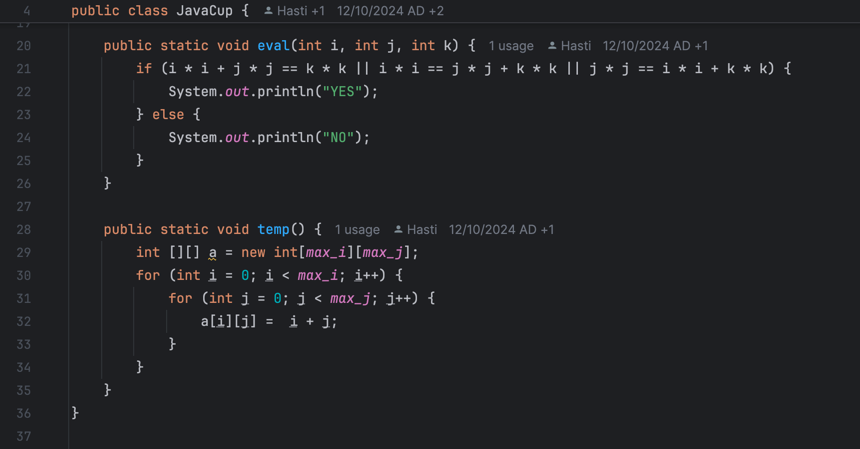 4 public class JavaCup { Hasti +1 12/10/2024 AD +2
19
20 public static void eval(int i, int j, int k) { 1 usage Hasti 12/10/2024 AD +1
21 if (i * i + j * j == k * k || i * i == j * j + k * k || j * j == i * i + k * k) {
22 System.out.println("YES");
23 } else {
24 System.out.println("NO");
25 }
26 }
27
28 public static void temp() { 1 usage Hasti 12/10/2024 AD +1
29 int [][] a = new int[max_i][max_j];
30 for (int i = 0; i < max_i; i++) {
31 for (int j = 0; j < max_j; j++) {
32 a[i][j] =  i + j;
33 }
34 }
35 }
36 }
37